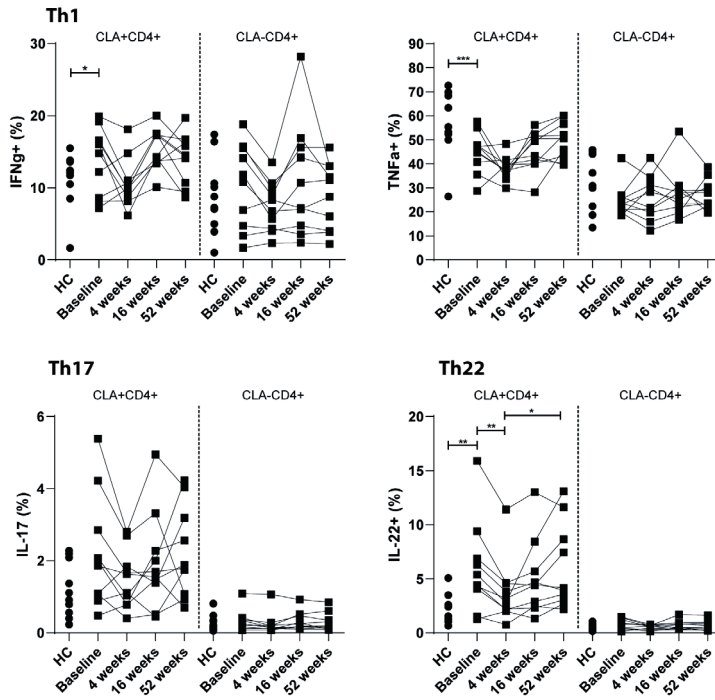 Th1
CLA+CD4+ CLA-CD4+
IFNg+ (%)
30
20
10
0
*
HC Baseline 4 weeks 16 weeks 52 weeks HC Baseline 4 weeks 16 weeks 52 weeks
CLA+CD4+ CLA-CD4+
TNFa+ (%)
90
80
70
60
50
40
30
20
10
0
***
HC Baseline 4 weeks 16 weeks 52 weeks HC Baseline 4 weeks 16 weeks 52 weeks
Th17
CLA+CD4+ CLA-CD4+
IL-17 (%)
6
4
2
0
HC Baseline 4 weeks 16 weeks 52 weeks HC Baseline 4 weeks 16 weeks 52 weeks
Th22
CLA+CD4+ CLA-CD4+
IL-22+ (%)
20
15
10
5
0
*
**
**
HC Baseline 4 weeks 16 weeks 52 weeks HC Baseline 4 weeks 16 weeks 52 weeks